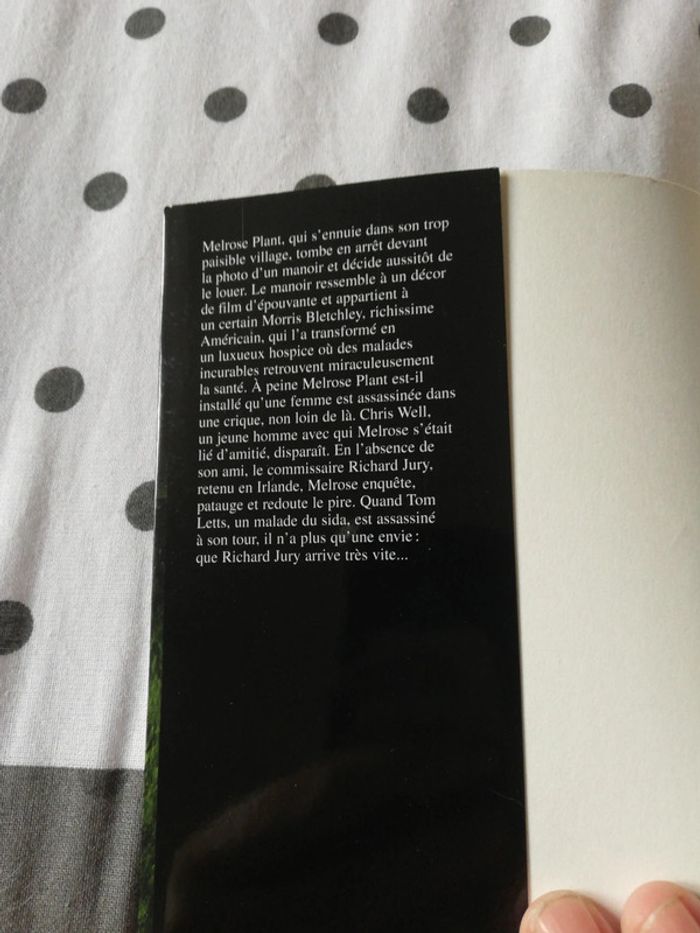 Melrose Plant, qui s'ennuie dans son trop
paisible village, tombe en arrêt devant
la photo d'un manoir et décide aussitôt de
le louer. Le manoir ressemble à un décor
de film d'épouvante et appartient à
un certain Morris Bletchley, richissime
Américain, qui l'a transformé en
un luxueux hospice où des malades
incurables retrouvent miraculeusement
la santé. À peine Melrose Plant est-il
installé qu'une femme est assassinée dans
une crique, non loin de là. Chris Well,
un jeune homme avec qui Melrose s'était
lié d'amitié, disparaît. En l'absence de
son ami, le commissaire Richard Jury,
retenu en Irlande, Melrose enquête,
patauge et redoute le pire. Quand Tom
Letts, un malade du sida, est assassiné
à son tour, il n'a plus qu'une envie :
que Richard Jury arrive très vite...